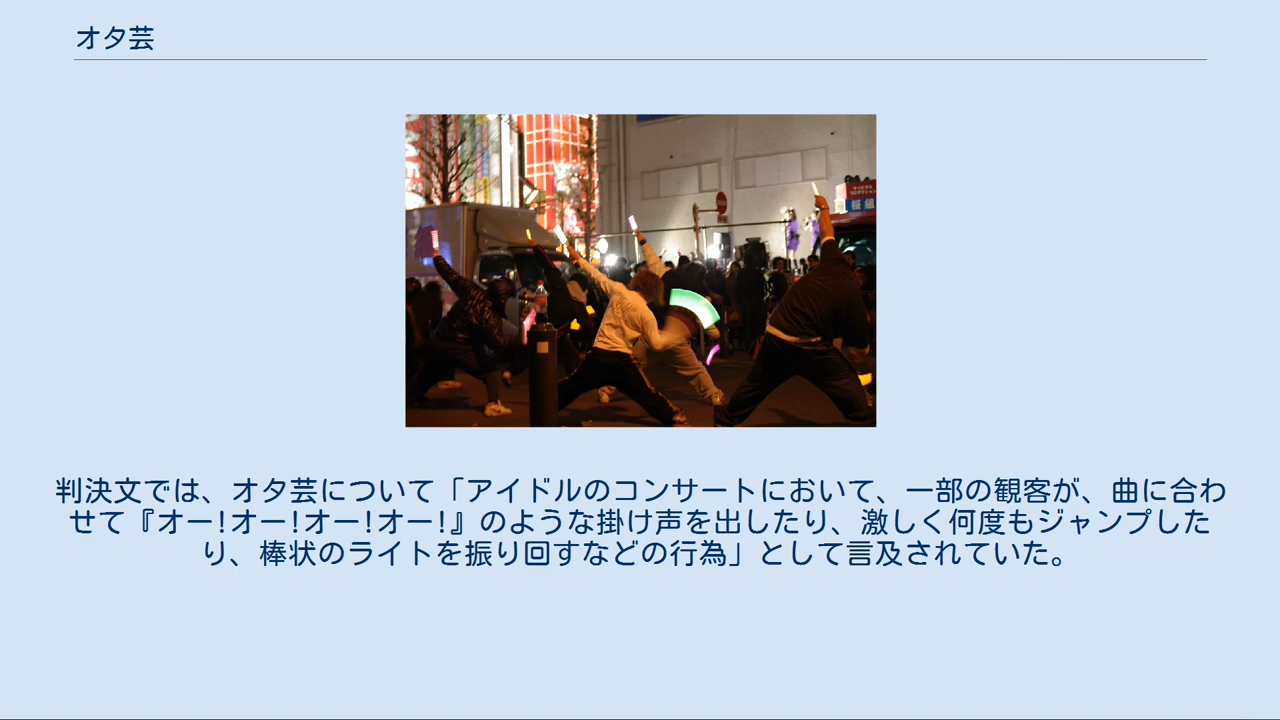 オタ芸
判決文では、オタ芸について「アイドルのコンサートにおいて、一部の観客が、曲に合わ
せて『オー!オー!オー!オー!』のような掛け声を出したり、激しく何度もジャンプした
り、棒状のライトを振り回すなどの行為」として言及されていた。